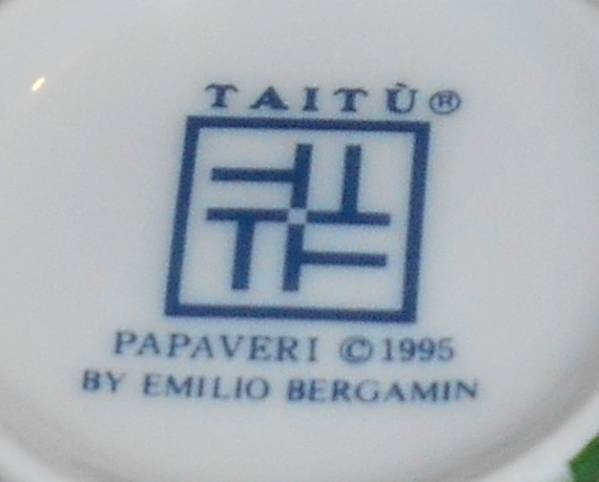 TAITÙ®
PAPAVERI © 1995
BY EMILIO BERGAMIN